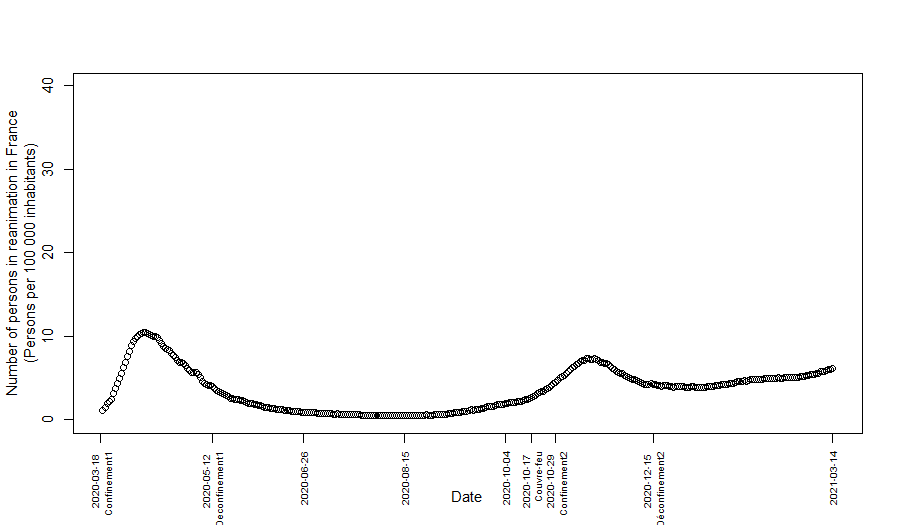 Number of persons in reanimation in France
(Persons per 100 000 inhabitants)
40
30
20
10
0
2020-03-18
Confinement1
2020-05-12
Deconfinement1
2020-06-26
2020-08-15
2020-10-04
2020-10-17
Couvre-feu
2020-10-29
Confinement2
2020-12-15
Déconfinement2
2021-03-14
Date